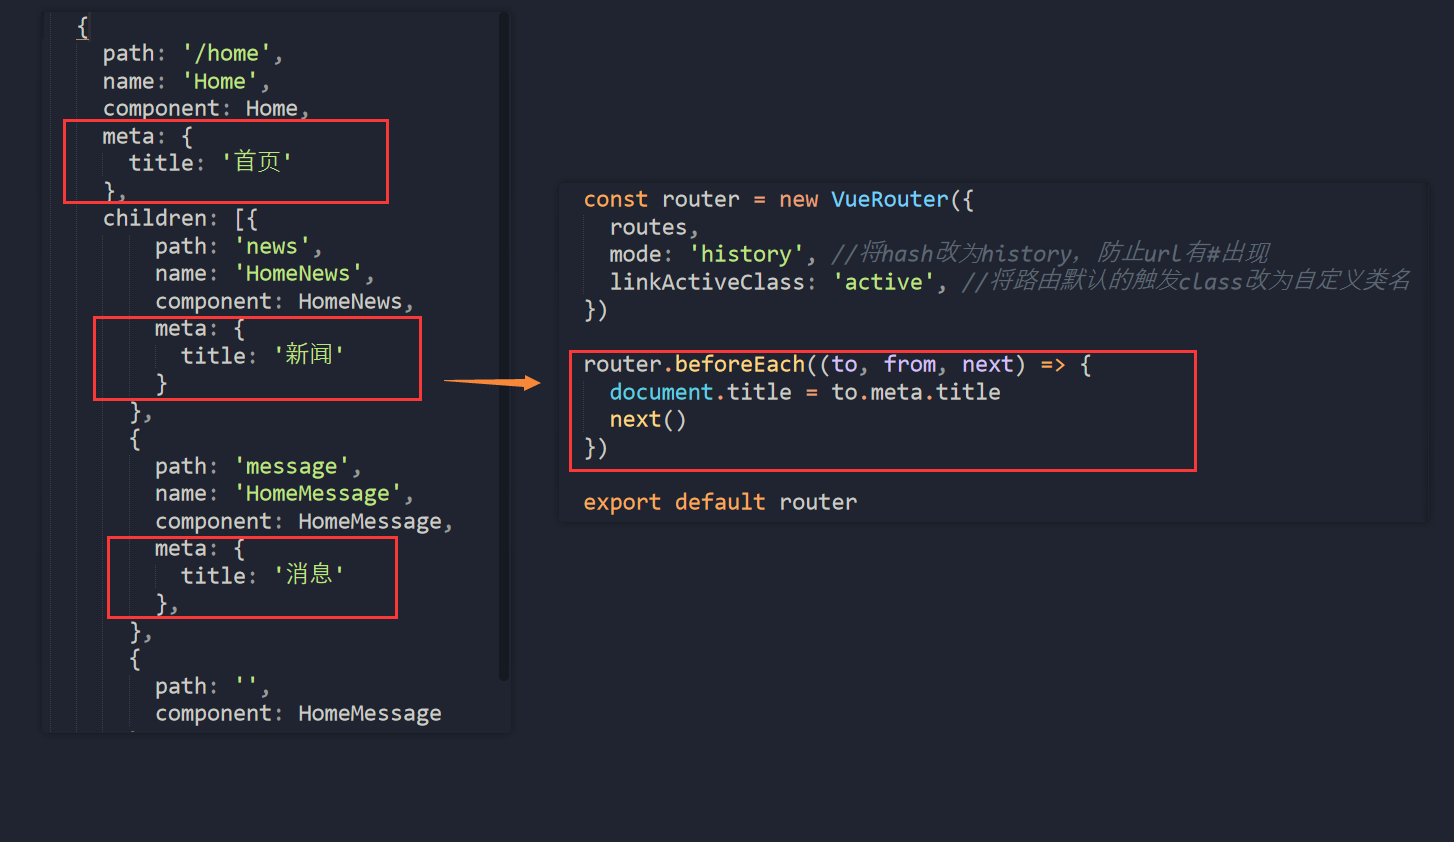 {
path: '/home',
name: 'Home',
component: Home,
meta: {
title: '首页'
},
children: [{
path: 'news',
name: 'HomeNews',
component: HomeNews,
meta: {
title: '新闻'
}
},
{
path: 'message',
name: 'HomeMessage',
component: HomeMessage,
meta: {
title: '消息'
},
},
{
path: '',
component: HomeMessage
const router = new VueRouter({
routes,
mode: 'history', //将hash改为history，防止url有#出现
linkActiveClass: 'active', //将路由默认的触发class改为自定义类名
})
router.beforeEach((to, from, next) => {
document.title = to.meta.title
next()
})
export default router